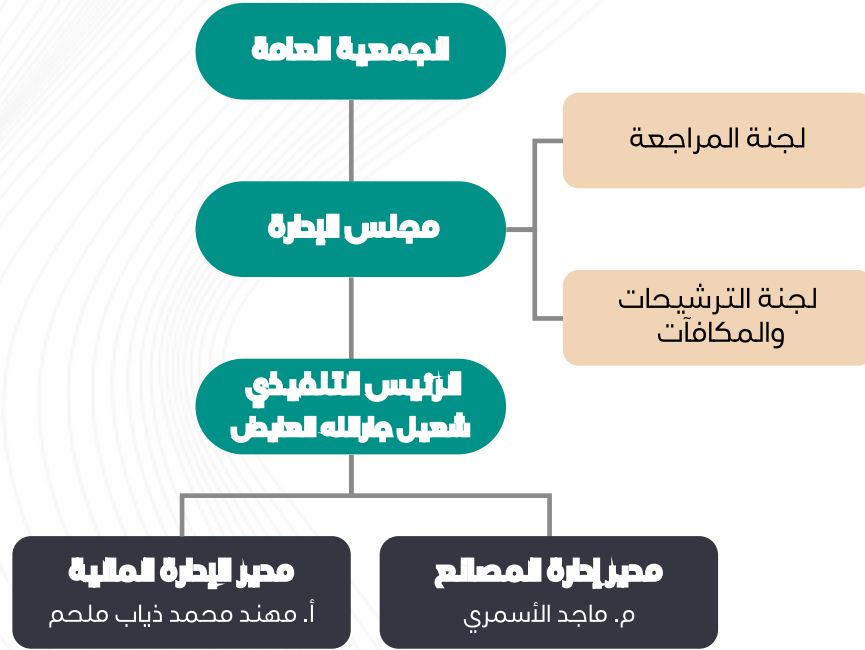 الجمعية العامة
لجنة المراجعة
مجلس الإدارة
لجنة الترشيحات
والمكافآت
الرئيس التنفيذي
شعيل جارالله العايض
مدير إدارة المصانع
م. ماجد الأسمري
مدير الإدارة المالية
أ. مهند محمد ذياب ملحم